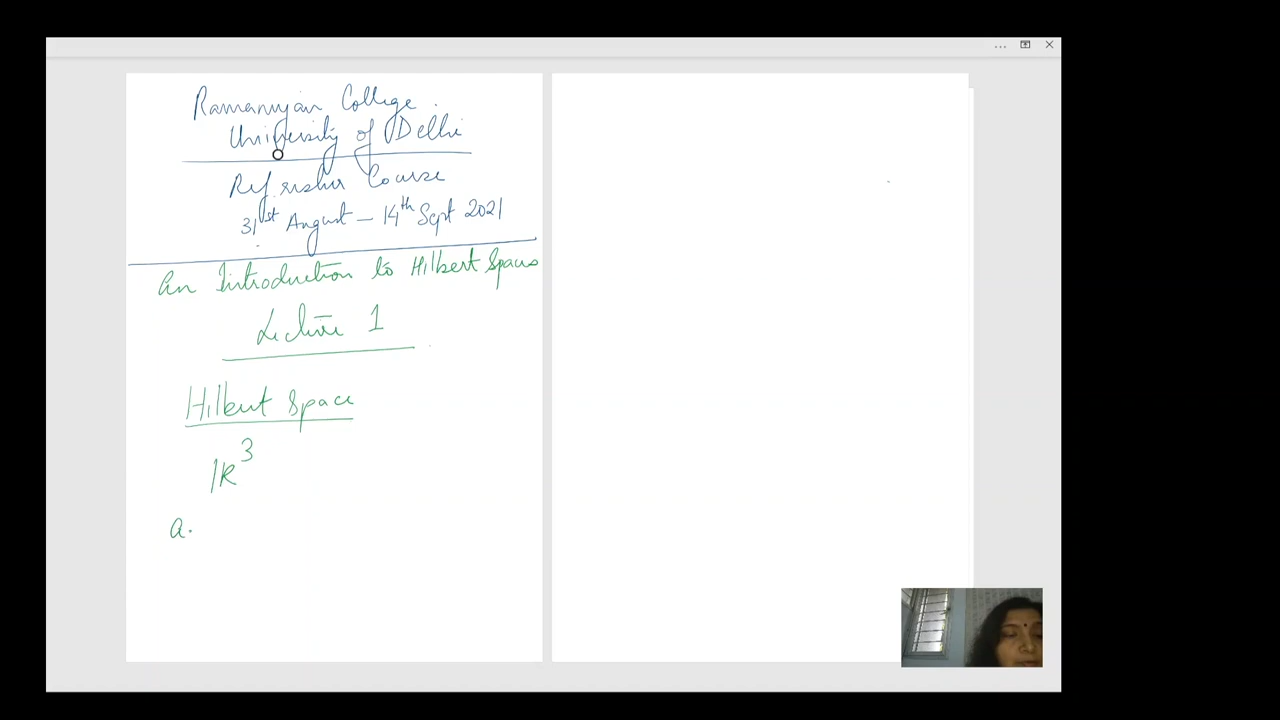 Ramanujan College
University of Delhi
Refresher Course
31st August – 14th Sept 2021
An Introduction to Hilbert Spaces
Lecture 1
Hilbert Space
ℝ³
a.